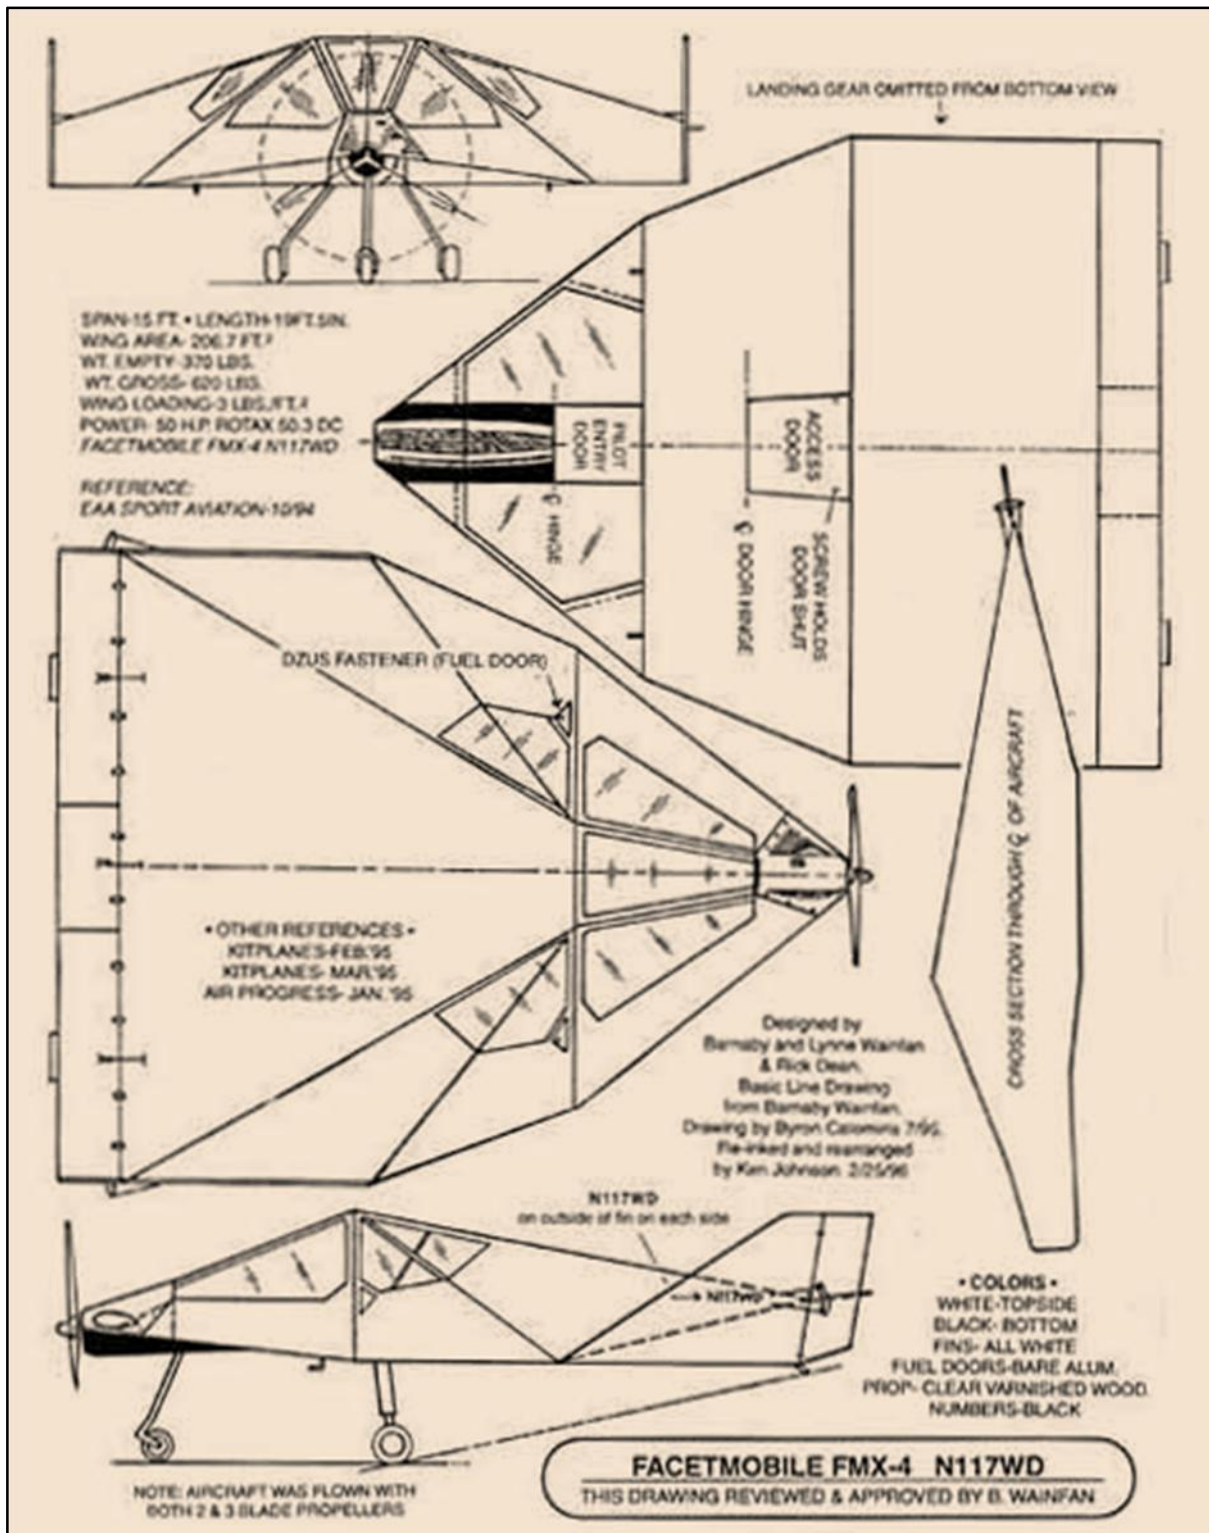 LANDING GEAR OMITTED FROM BOTTOM VIEW
SPAN-15 FT. • LENGTH-19FT.5IN.
WING AREA- 206.7 FT.²
WT. EMPTY-370 LBS.
WT. GROSS- 620 LBS.
WING LOADING-3 LBS./FT.²
POWER- 50 H.P. ROTAX 50.3 DC
FACETMOBILE FMX-4 N117WD
REFERENCE:
EAA SPORT AVIATION-10/94
PILOT
ENTRY
DOOR
℄ HINGE
ACCESS
DOOR
℄ DOOR HINGE
SCREW HOLDS
DOOR SHUT
DZUS FASTENER (FUEL DOOR)
CROSS SECTION THROUGH ℄ OF AIRCRAFT
• OTHER REFERENCES •
KITPLANES-FEB.'95
KITPLANES- MAR.'95
AIR PROGRESS- JAN. '95
Designed by
Barnaby and Lynne Wainfan
& Rick Dean.
Basic Line Drawing
from Barnaby Wainfan.
Drawing by Byron 7/95.
Re-inked and rearranged
by Ken Johnson 2/25/96
N117WD
on outside of fin on each side
N117WD
• COLORS •
WHITE-TOPSIDE
BLACK- BOTTOM
FINS- ALL WHITE
FUEL DOORS-BARE ALUM.
PROP- CLEAR VARNISHED WOOD.
NUMBERS-BLACK
NOTE: AIRCRAFT WAS FLOWN WITH
BOTH 2 & 3 BLADE PROPELLERS
FACETMOBILE FMX-4 N117WD
THIS DRAWING REVIEWED & APPROVED BY B. WAINFAN